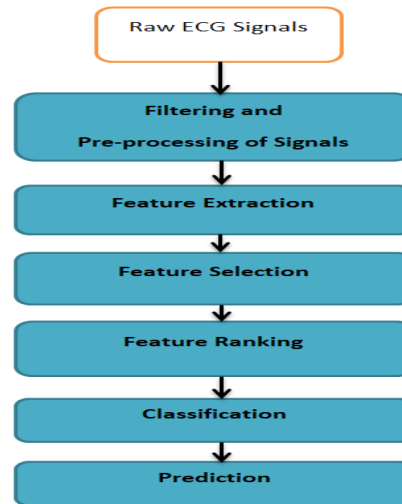 Raw ECG Signals
Filtering and
Pre-processing of Signals
Feature Extraction
Feature Selection
Feature Ranking
Classification
Prediction